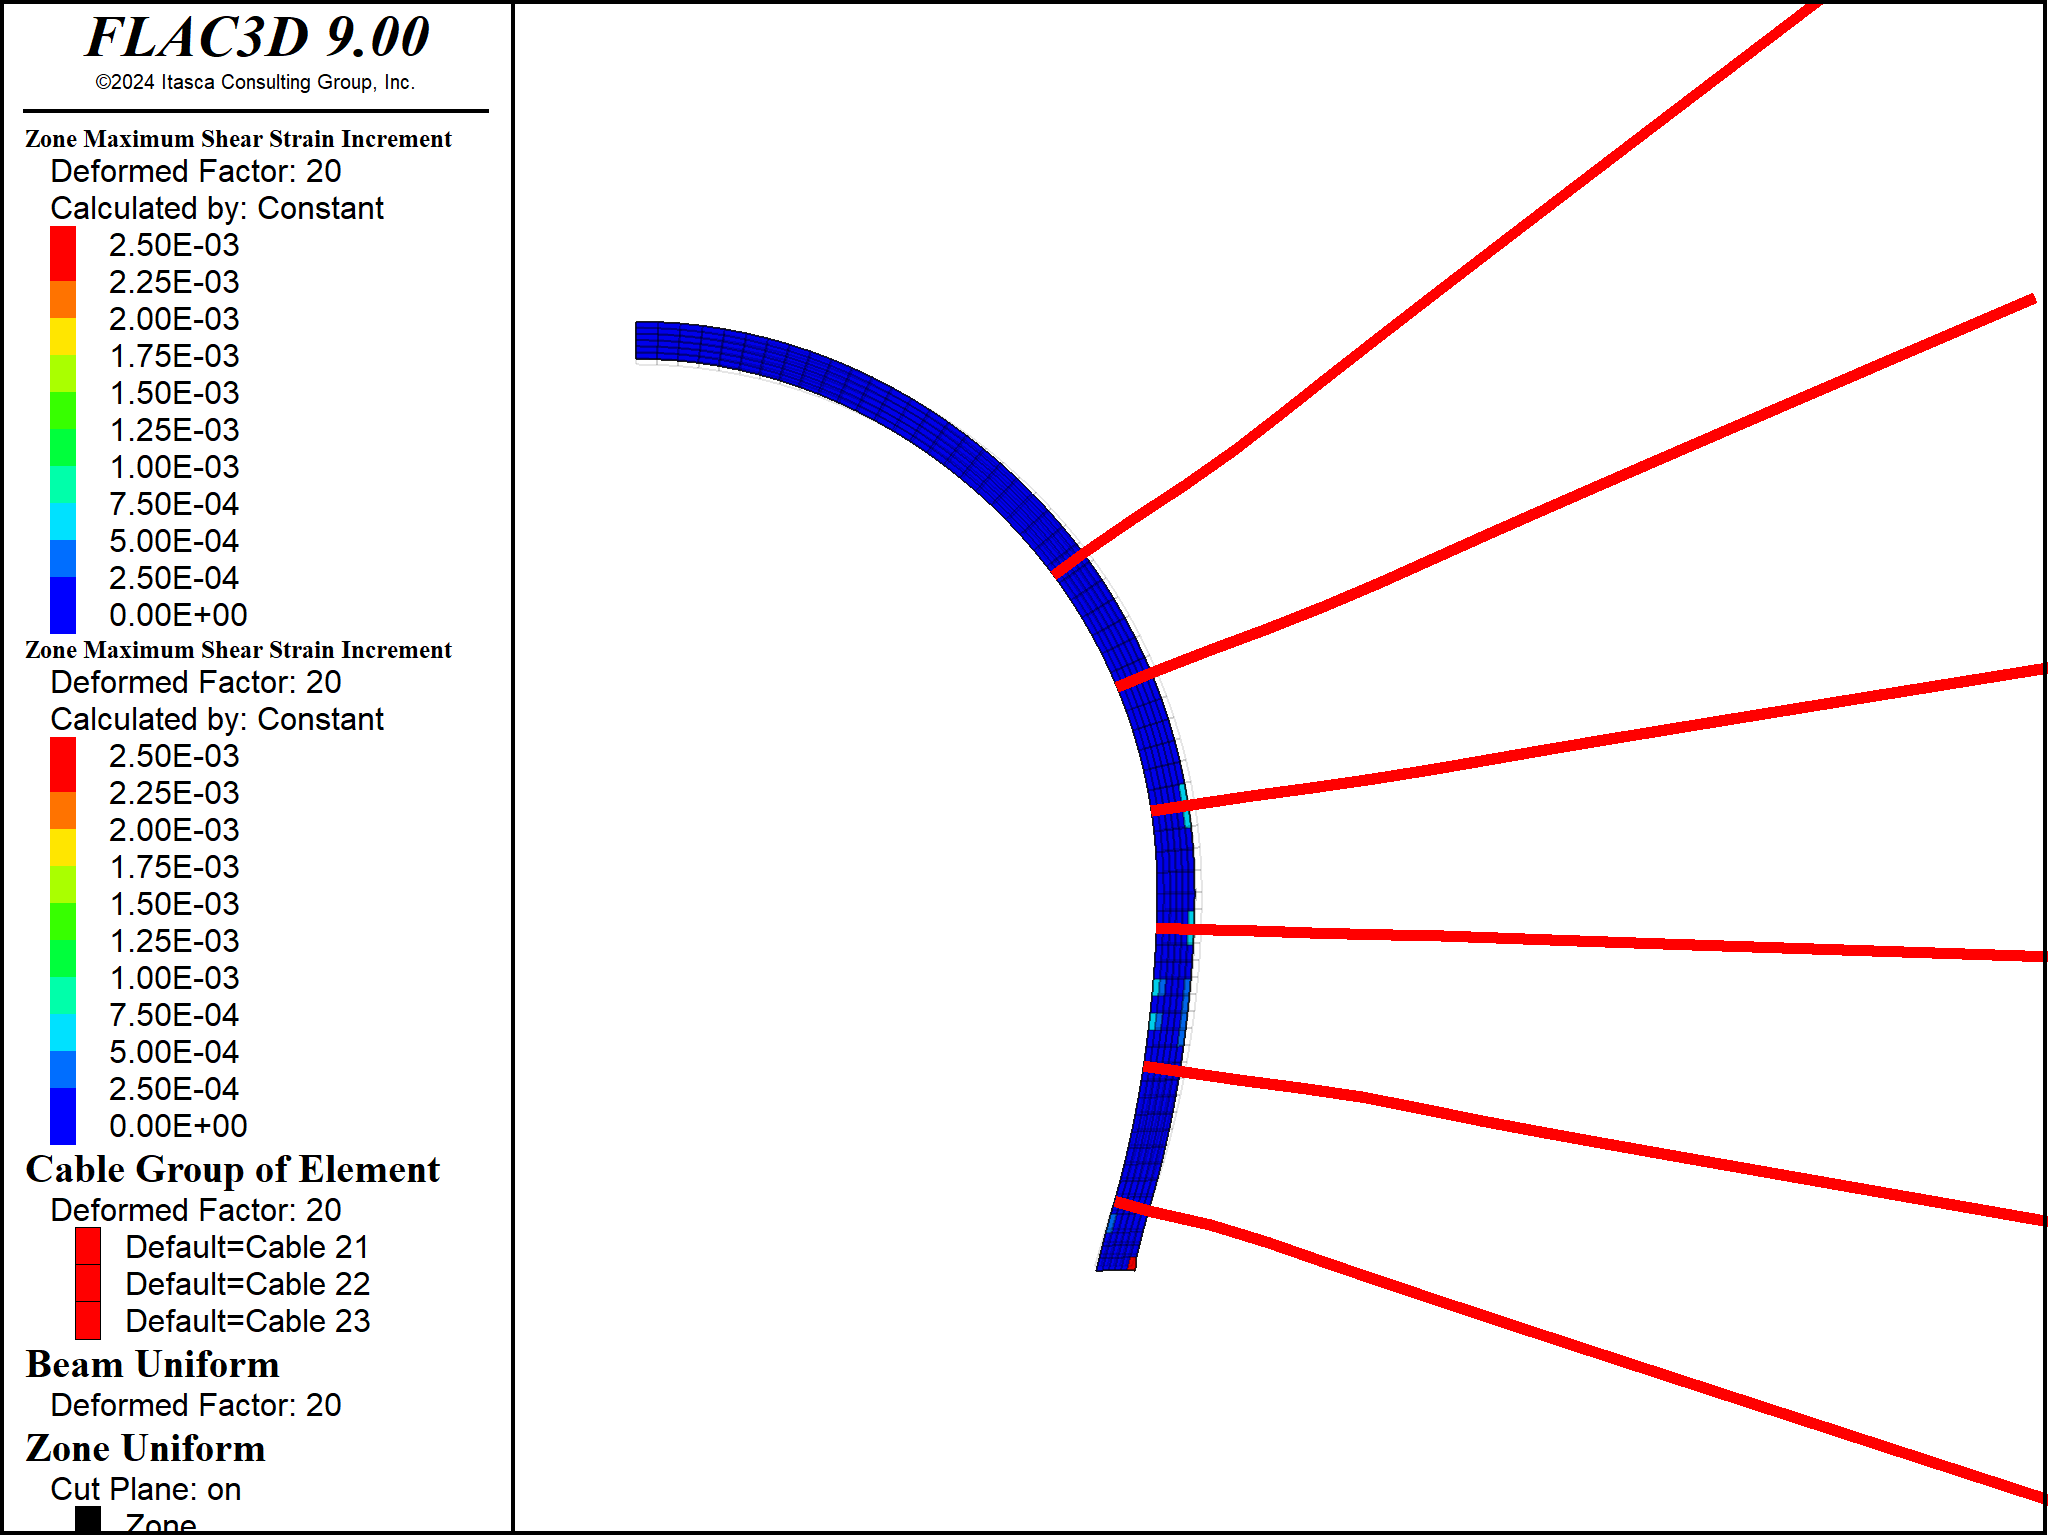 FLAC3D 9.00
©2024 Itasca Consulting Group, Inc.
Zone Maximum Shear Strain Increment
Deformed Factor: 20
Calculated by: Constant
2.50E-03
2.25E-03
2.00E-03
1.75E-03
1.50E-03
1.25E-03
1.00E-03
7.50E-04
5.00E-04
2.50E-04
0.00E+00
Zone Maximum Shear Strain Increment
Deformed Factor: 20
Calculated by: Constant
2.50E-03
2.25E-03
2.00E-03
1.75E-03
1.50E-03
1.25E-03
1.00E-03
7.50E-04
5.00E-04
2.50E-04
0.00E+00
Cable Group of Element
Deformed Factor: 20
Default=Cable 21
Default=Cable 22
Default=Cable 23
Beam Uniform
Deformed Factor: 20
Zone Uniform
Cut Plane: on
Zone